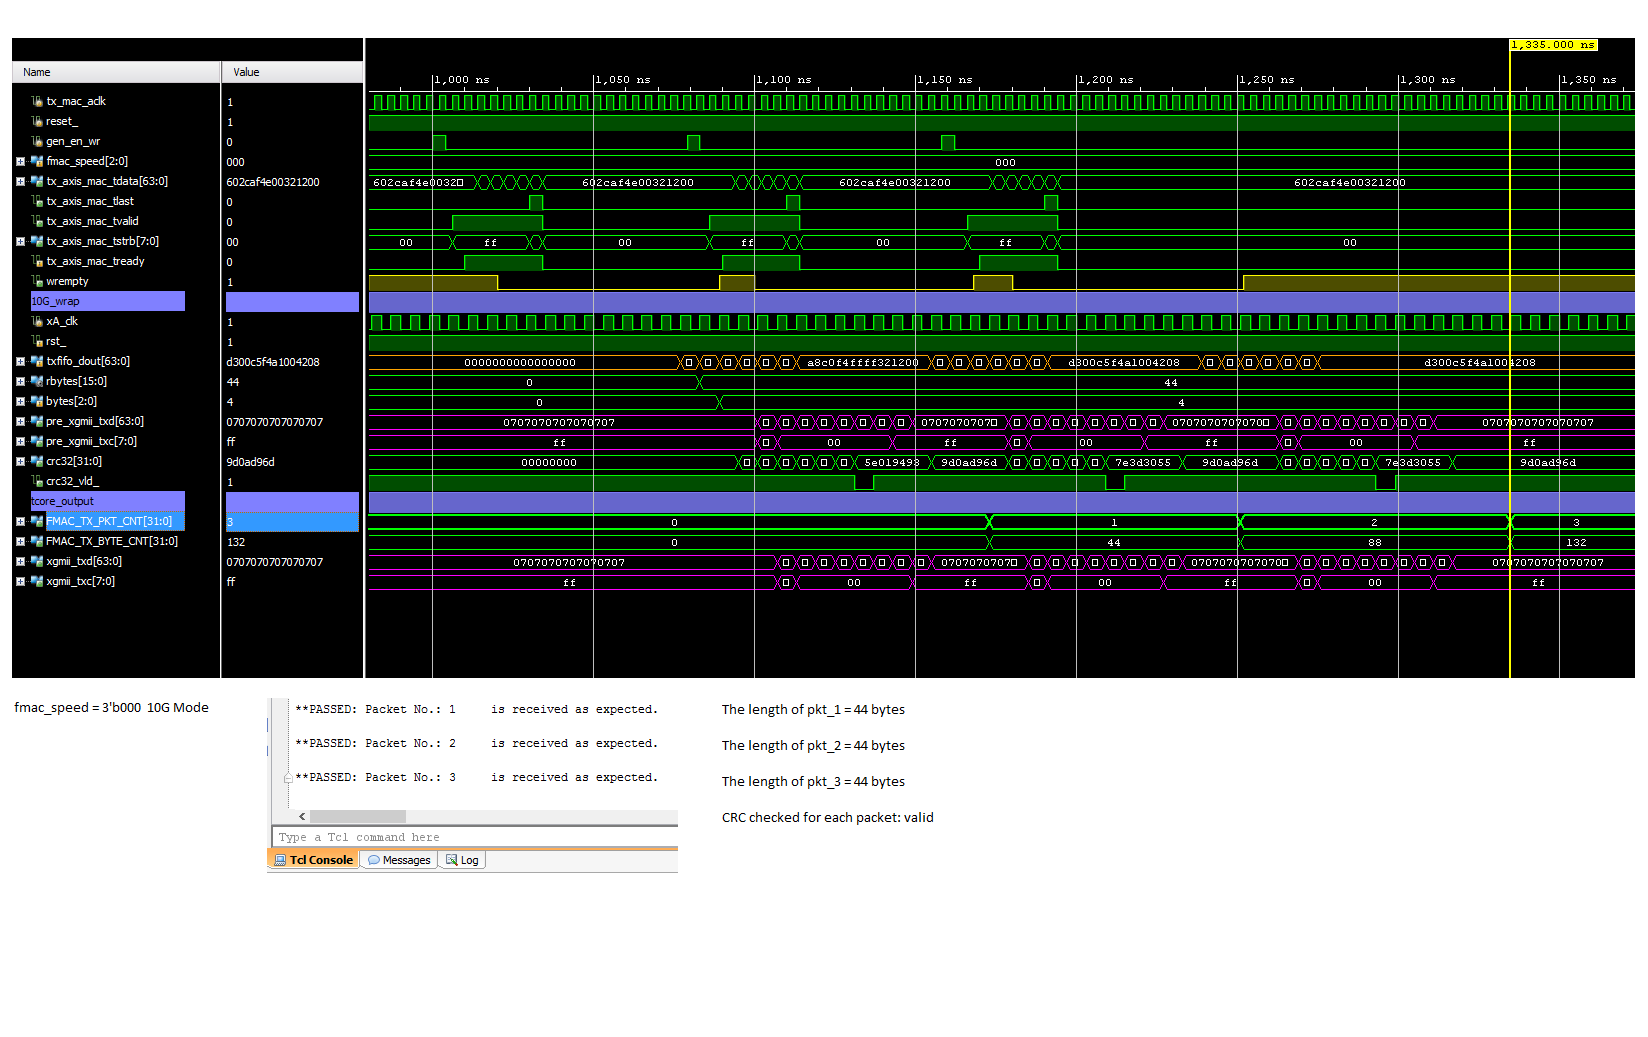 1,335.000 ns
Name Value
1,000 ns 1,050 ns 1,100 ns 1,150 ns 1,200 ns 1,250 ns 1,300 ns 1,350 ns
tx_mac_aclk 1
reset_ 1
gen_en_wr 0
fmac_speed[2:0] 000 000
tx_axis_mac_tdata[63:0] 602caf4e00321200 602caf4e0032 602caf4e00321200 602caf4e00321200 602caf4e00321200
tx_axis_mac_tlast 0
tx_axis_mac_tvalid 0
tx_axis_mac_tstrb[7:0] 00 00 ff 00 ff 00 ff 00
tx_axis_mac_tready 0
wrempty 1
10G_wrap
xA_clk 1
rst_ 1
txfifo_dout[63:0] d300c5f4a1004208 0000000000000000 a8c0f4ffff321200 d300c5f4a1004208 d300c5f4a1004208
rbytes[15:0] 44 0 44
bytes[2:0] 4 0 4
pre_xgmii_txd[63:0] 0707070707070707 0707070707070707 07070707070 0707070707070 0707070707070707
pre_xgmii_txc[7:0] ff ff 00 ff 00 ff 00 ff
crc32[31:0] 9d0ad96d 00000000 5e019493 9d0ad96d 7e3d3055 9d0ad96d 7e3d3055 9d0ad96d
crc32_vld_ 1
tcore_output
FMAC_TX_PKT_CNT[31:0] 3 0 1 2 3
FMAC_TX_BYTE_CNT[31:0] 132 0 44 88 132
xgmii_txd[63:0] 0707070707070707 0707070707070707 0707070707 0707070707070 0707070707070707
xgmii_txc[7:0] ff ff 00 ff 00 ff 00 ff
fmac_speed = 3'b000 10G Mode
**PASSED: Packet No.: 1 is received as expected.
The length of pkt_1 = 44 bytes
**PASSED: Packet No.: 2 is received as expected.
The length of pkt_2 = 44 bytes
**PASSED: Packet No.: 3 is received as expected.
The length of pkt_3 = 44 bytes
CRC checked for each packet: valid
Type a Tcl command here
Tcl Console Messages Log